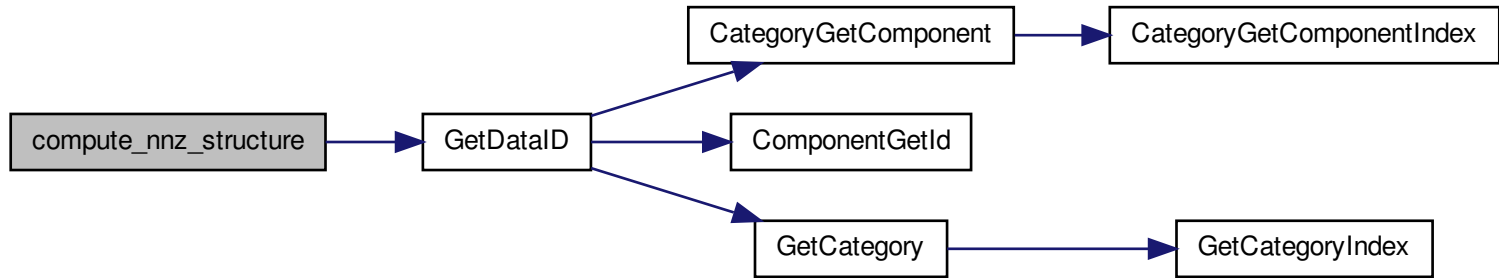 CategoryGetComponent
CategoryGetComponentIndex
compute_nnz_structure
GetDataID
ComponentGetId
GetCategory
GetCategoryIndex